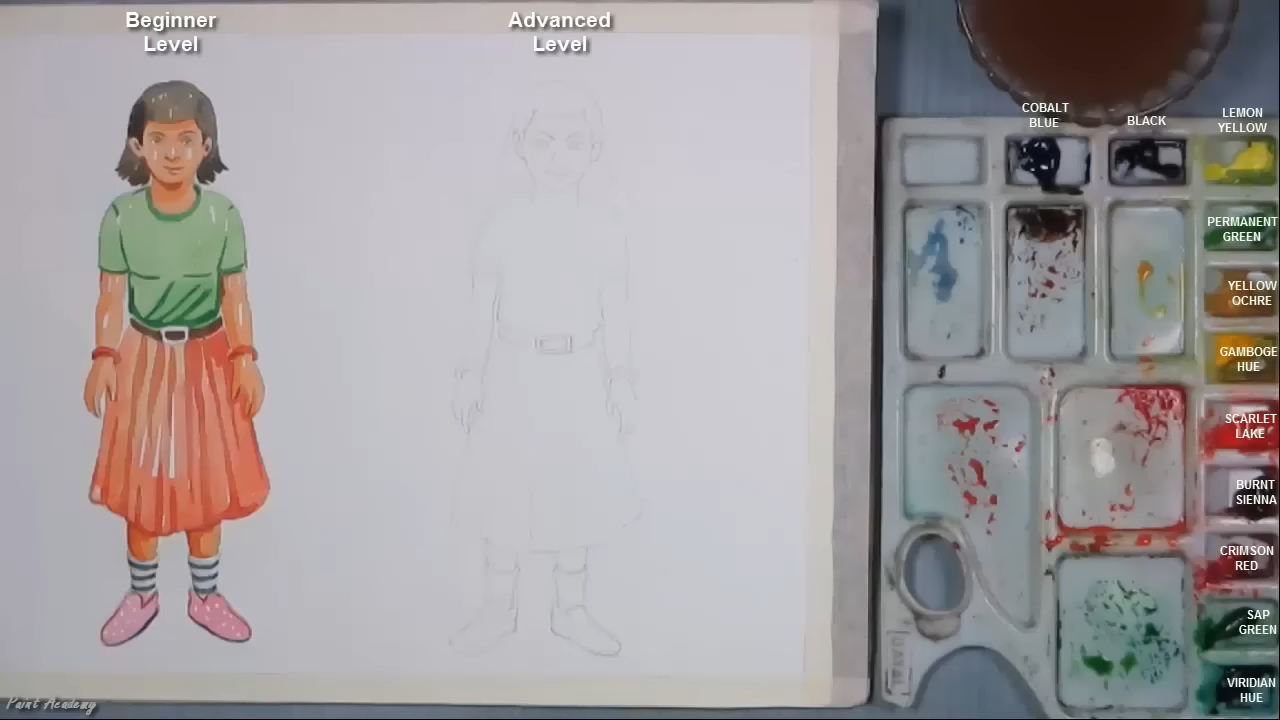 Beginner
Level
Advanced
Level
COBALT
BLUE
BLACK
LEMON
YELLOW
PERMANENT
GREEN
YELLOW
OCHRE
GAMBOGE
HUE
SCARLET
LAKE
BURNT
SIENNA
CRIMSON
RED
SAP
GREEN
VIRIDIAN
HUE
Paint Academy